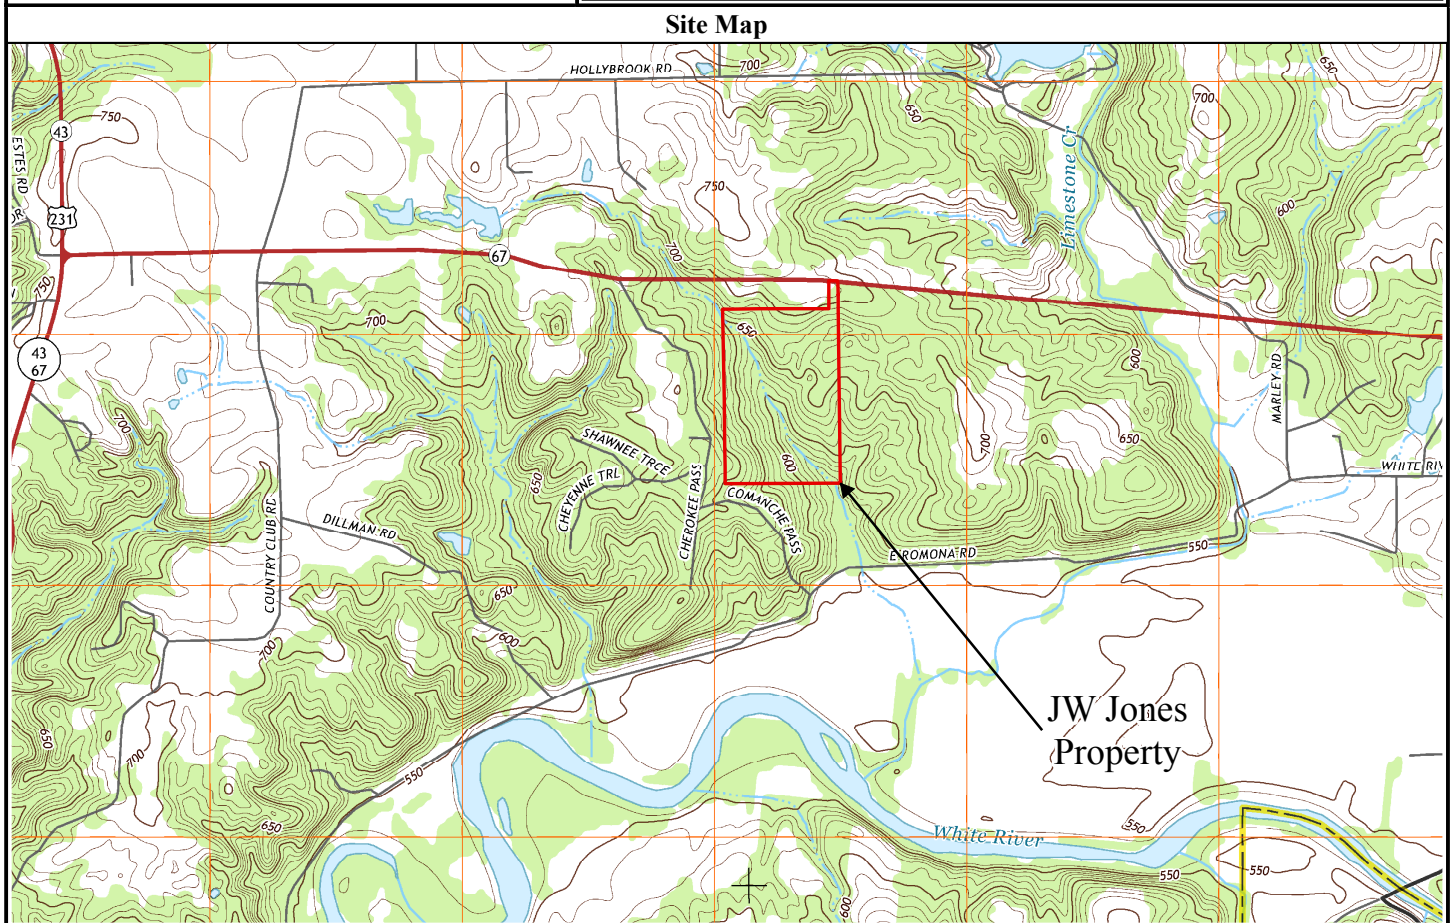 Site Map
HOLLYBROOK RD
700
650
700
43
750
ESTES RD
Limestone Cr
750
600
231
67
700
750
700
650
43
67
600
MARLEY RD
700
SHAWNEE TRCE
650
700
650
CHEYENNE TRL
600
WHITE RIV
CHEROKEE PASS
COMANCHE PASS
COUNTRY CLUB RD
DILLMAN RD
E ROMONA RD
550
650
600
700
JW Jones
Property
650
700
550
650
White River
550
550
550
600